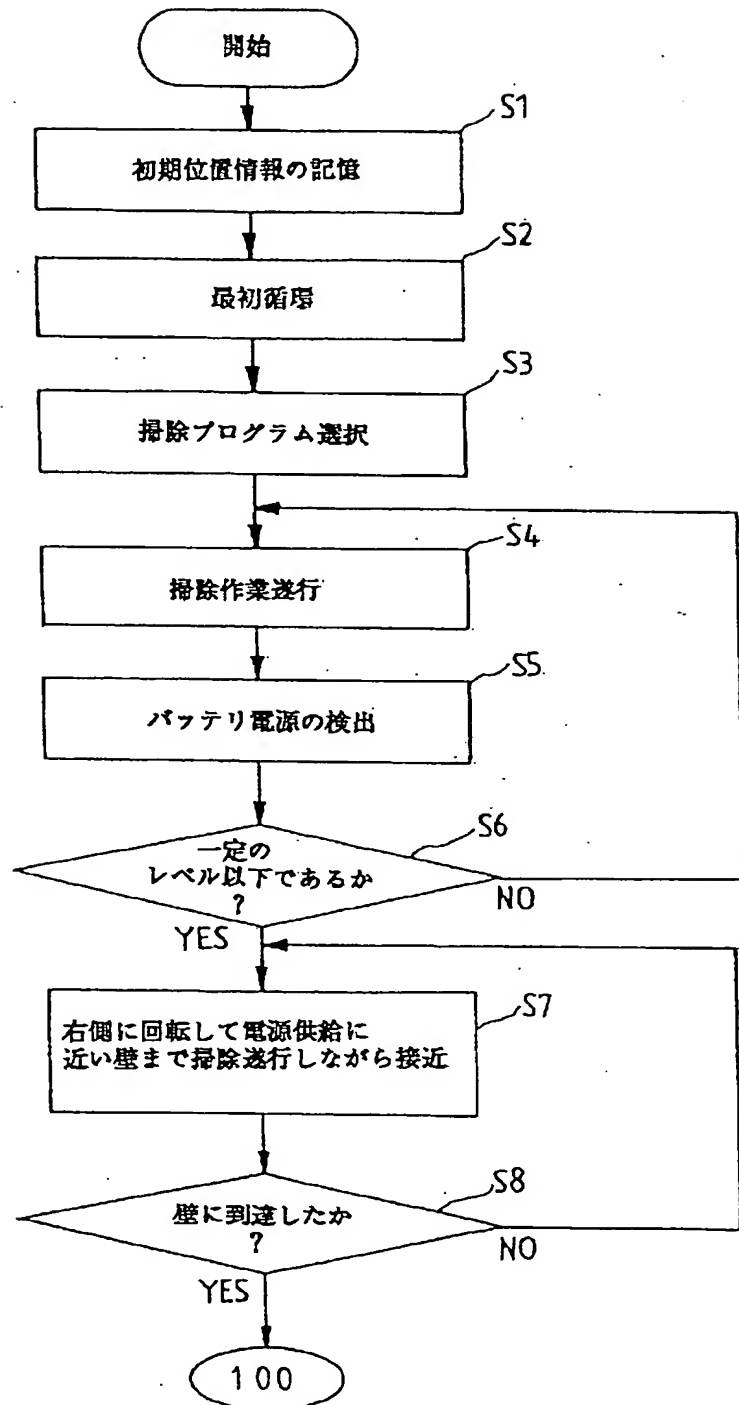 開始
S1
初期位置情報の記憶
S2
最初循環
S3
掃除プログラム選択
S4
掃除作業遂行
S5
バッテリ電源の検出
S6
一定の
レベル以下であるか
?
NO
YES
S7
右側に回転して電源供給に
近い壁まで掃除遂行しながら接近
S8
壁に到達したか
?
NO
YES
100